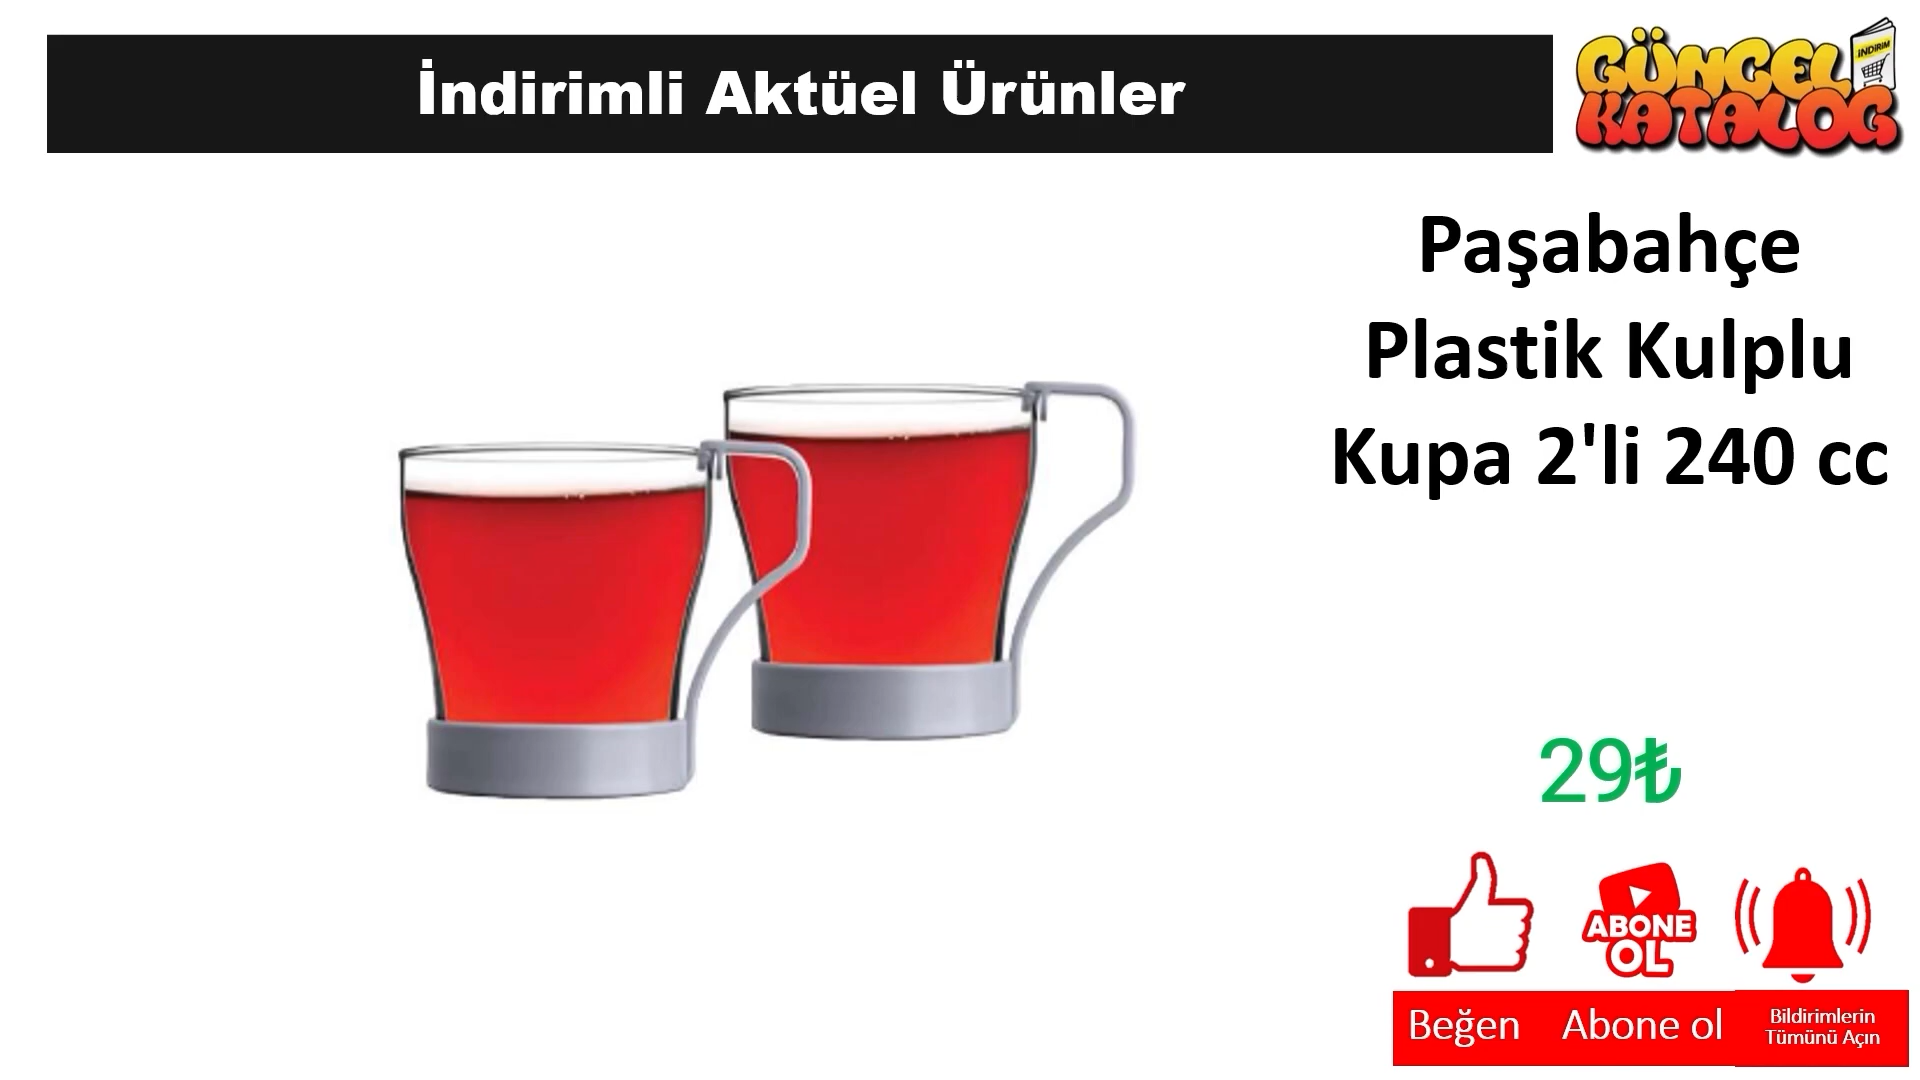 İndirimli Aktüel Ürünler
GÜNCEL
İNDİRİM
KATALOG
Paşabahçe
Plastik Kulplu
Kupa 2'li 240 cc
29₺
ABONE
OL
Beğen
Abone ol
Bildirimlerin
Tümünü Açın